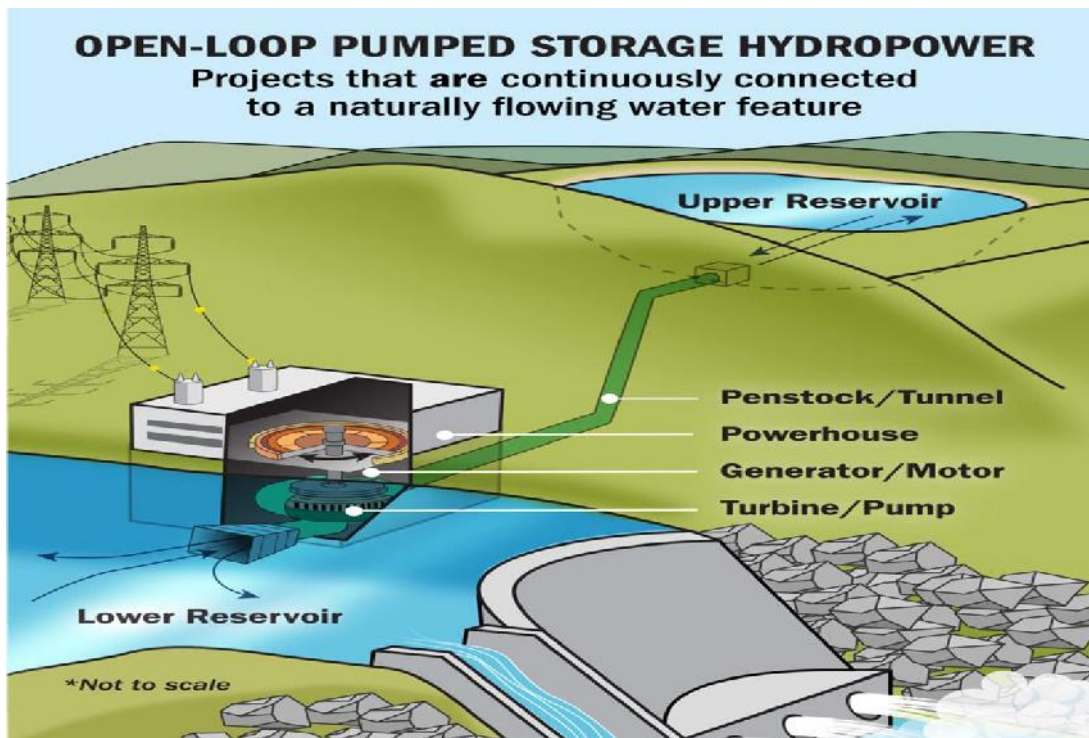 OPEN-LOOP PUMPED STORAGE HYDROPOWER
Projects that are continuously connected
to a naturally flowing water feature
Upper Reservoir
Penstock/Tunnel
Powerhouse
Generator/Motor
Turbine/Pump
Lower Reservoir
*Not to scale